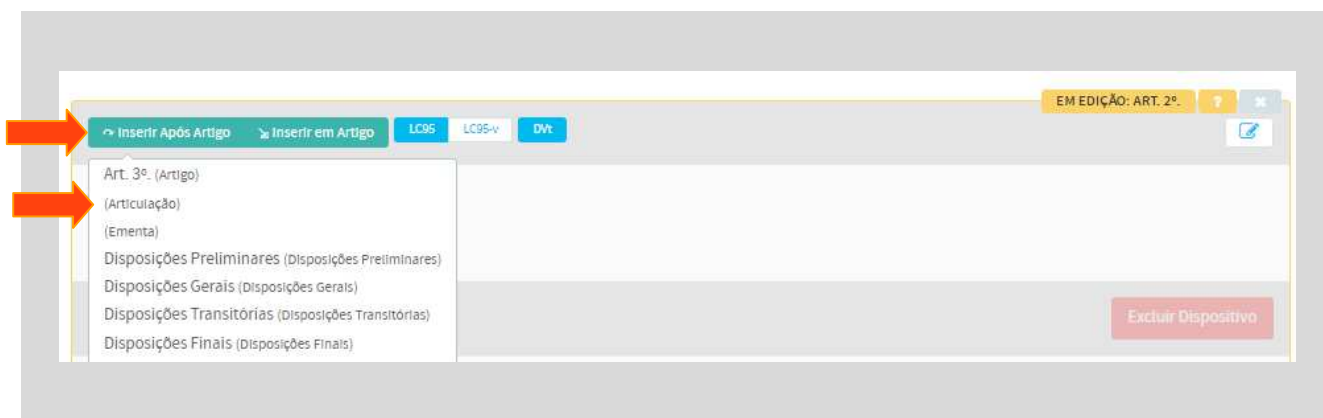 EM EDIÇÃO: ART. 2º. ? ×
Inserir Após Artigo Inserir em Artigo LC95 LC95-v DVt
Art. 3º. (Artigo)
(Articulação)
(Ementa)
Disposições Preliminares (Disposições Preliminares)
Disposições Gerais (Disposições Gerais)
Disposições Transitórias (Disposições Transitórias)
Excluir Dispositivo
Disposições Finais (Disposições Finais)